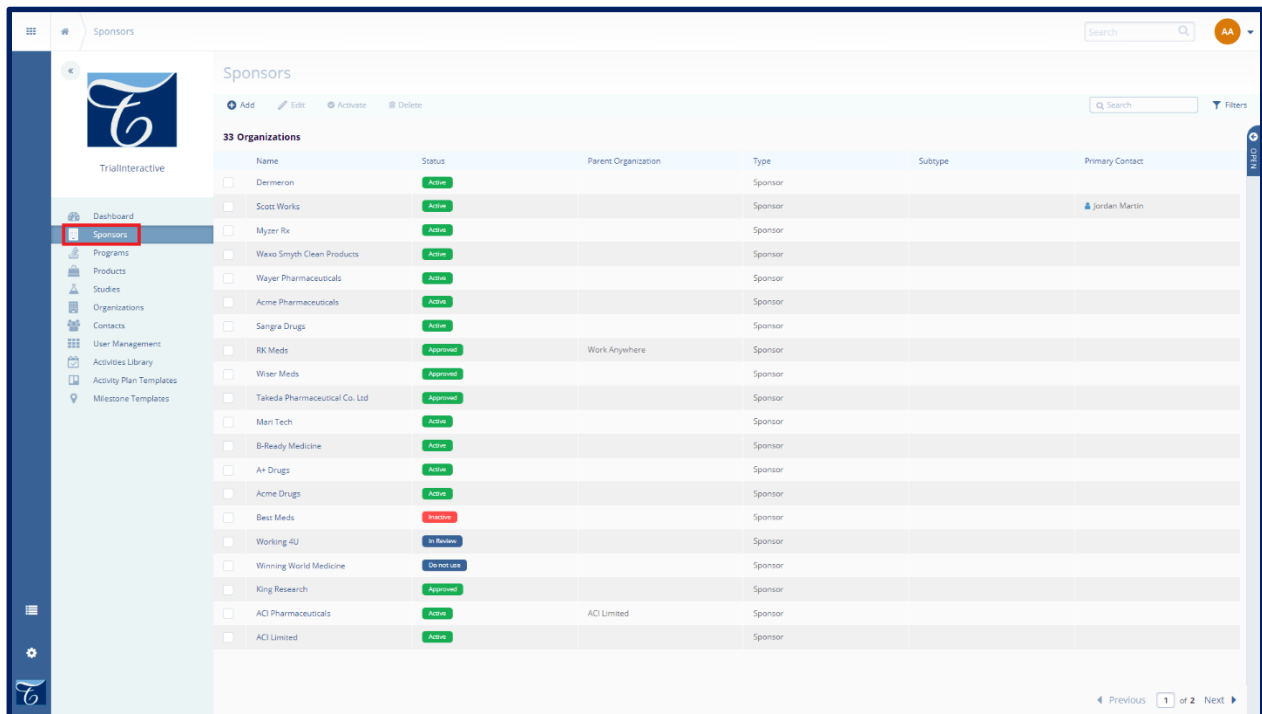 Sponsors
Search
AA
TrialInteractive
Dashboard
Sponsors
Programs
Products
Studies
Organizations
Contacts
User Management
Activities Library
Activity Plan Templates
Milestone Templates
Sponsors
Add Edit Activate Delete Search Filters
33 Organizations
OPEN
Name Status Parent Organization Type Subtype Primary Contact
Dermeron Active Sponsor
Scott Works Active Sponsor Jordan Martin
Myzer Rx Active Sponsor
Waxo Smyth Clean Products Active Sponsor
Wayer Pharmaceuticals Active Sponsor
Acme Pharmaceuticals Active Sponsor
Sangra Drugs Active Sponsor
RK Meds Approved Work Anywhere Sponsor
Wiser Meds Approved Sponsor
Takeda Pharmaceutical Co. Ltd Approved Sponsor
Mari Tech Active Sponsor
B-Ready Medicine Active Sponsor
A+ Drugs Active Sponsor
Acme Drugs Active Sponsor
Best Meds Inactive Sponsor
Working 4U In Review Sponsor
Winning World Medicine Do not use Sponsor
King Research Approved Sponsor
ACI Pharmaceuticals Active ACI Limited Sponsor
ACI Limited Active Sponsor
Previous 1 of 2 Next